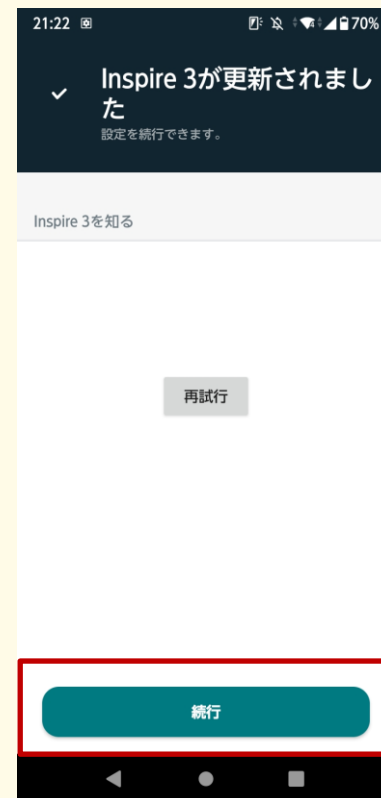 21:22
70%
Inspire 3が更新されまし
た
設定を続行できます。
Inspire 3を知る
再試行
続行